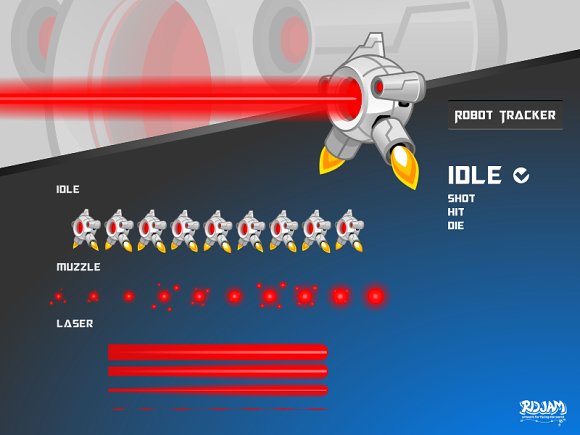 ROBOT TRACKER
IDLE
SHOT
HIT
DIE
IDLE
MUZZLE
LASER
RDJAM